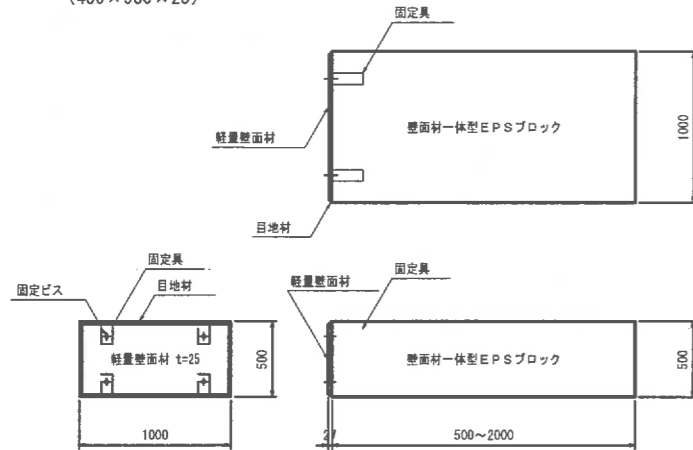 固定具
軽量壁面材
壁面材一体型EPSブロック
1000
目地材
固定具
目地材
固定ビス
軽量壁面材 t=25
500
1000
軽量壁面材
固定具
壁面材一体型EPSブロック
500
27
500~2000